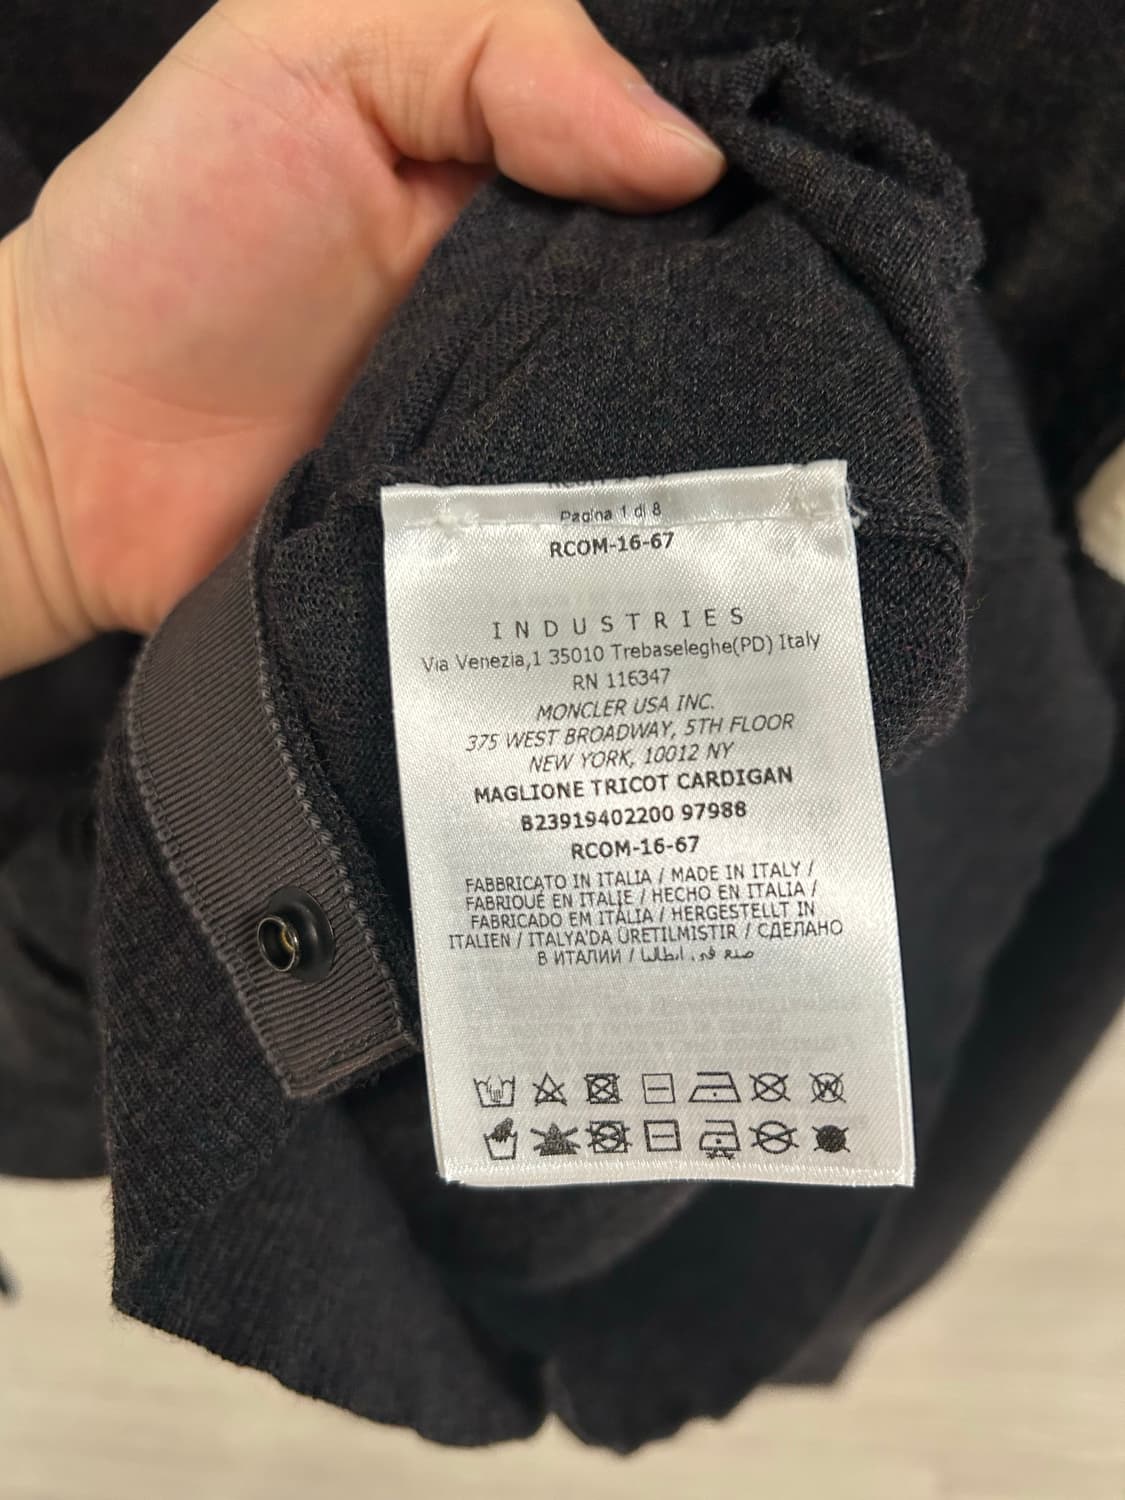 Pagina 1 di 8
RCOM-16-67
INDUSTRIES
Via Venezia,1 35010 Trebaseleghe(PD) Italy
RN 116347
MONCLER USA INC.
375 WEST BROADWAY, 5TH FLOOR
NEW YORK, 10012 NY
MAGLIONE TRICOT CARDIGAN
B23919402200 97988
RCOM-16-67
FABBRICATO IN ITALIA / MADE IN ITALY /
FABRIQUÉ EN ITALIE / HECHO EN ITALIA /
FABRICADO EM ITÁLIA / HERGESTELLT IN
ITALIEN / ITALYA'DA ÜRETILMISTIR / СДЕЛАНО
В ИТАЛИИ / صنع في ايطاليا
W